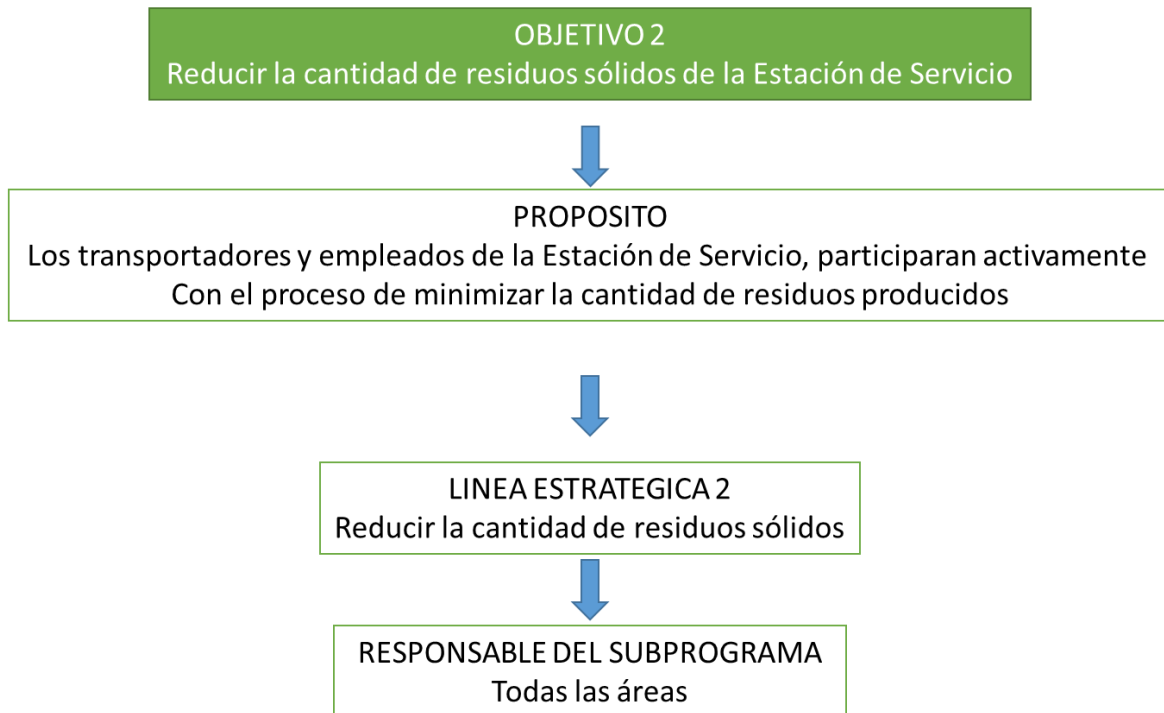 OBJETIVO 2
Reducir la cantidad de residuos sólidos de la Estación de Servicio
PROPOSITO
Los transportadores y empleados de la Estación de Servicio, participaran activamente
Con el proceso de minimizar la cantidad de residuos producidos
LINEA ESTRATEGICA 2
Reducir la cantidad de residuos sólidos
RESPONSABLE DEL SUBPROGRAMA
Todas las áreas